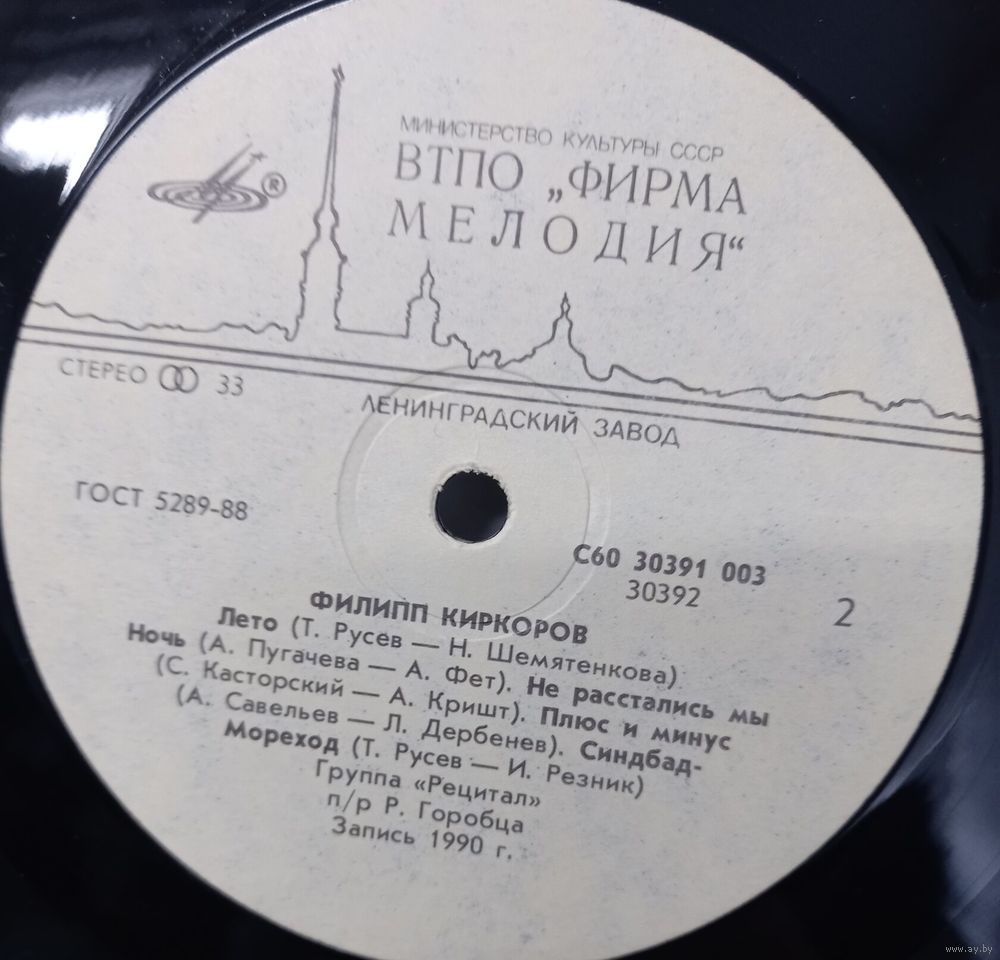 МИНИСТЕРСТВО КУЛЬТУРЫ СССР
ВТПО „ФИРМА
МЕЛОДИЯ“
®
СТЕРЕО 33
ЛЕНИНГРАДСКИЙ ЗАВОД
ГОСТ 5289-88
С60 30391 003
30392
2
ФИЛИПП КИРКОРОВ
Лето (Т. Русев — Н. Шемятенкова)
Ночь (А. Пугачева — А. Фет). Не расстались мы
(С. Касторский — А. Кришт). Плюс и минус
(А. Савельев — Л. Дербенев). Синдбад-
Мореход (Т. Русев — И. Резник)
Группа «Рецитал»
п/р Р. Горобца
Запись 1990 г.
www.ay.by